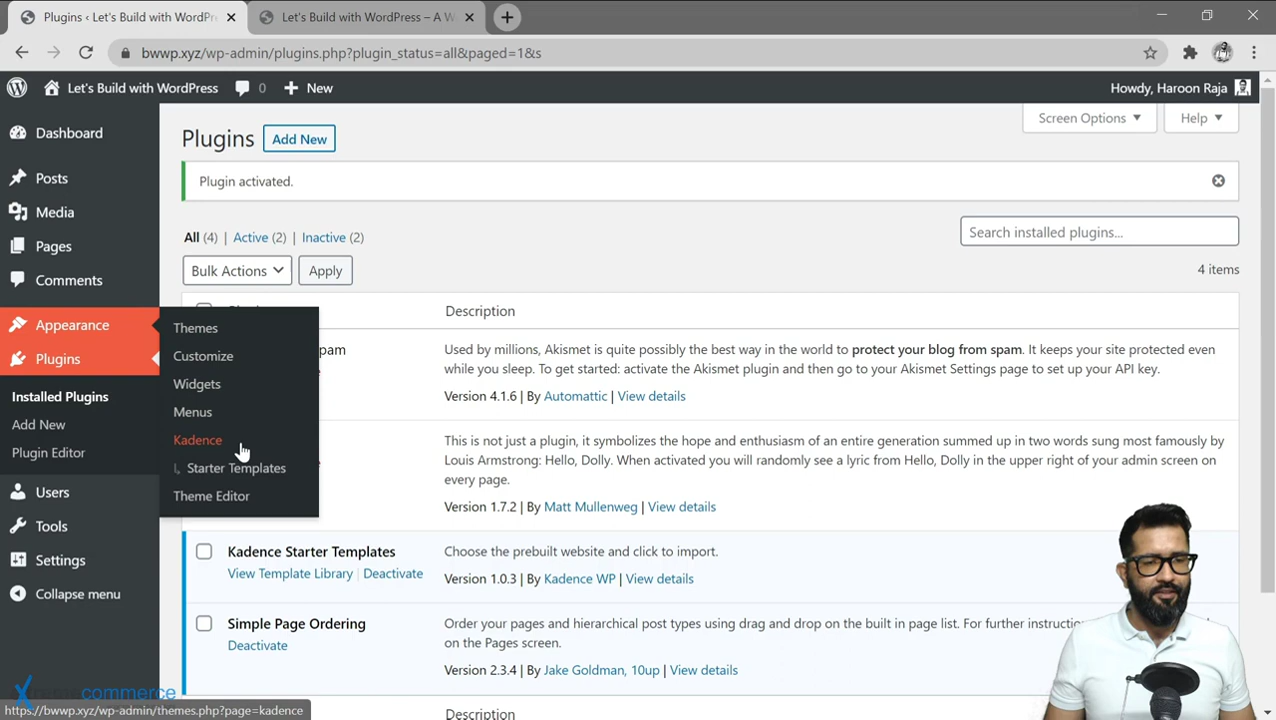 Plugins ‹ Let's Build with WordPr
Let's Build with WordPress – A W
bwwp.xyz/wp-admin/plugins.php?plugin_status=all&paged=1&s
Let's Build with WordPress
0
New
Howdy, Haroon Raja
Dashboard
Posts
Media
Pages
Comments
Appearance
Plugins
Installed Plugins
Add New
Plugin Editor
Users
Tools
Settings
Collapse menu
Themes
Customize
Widgets
Menus
Kadence
Starter Templates
Theme Editor
Screen Options
Help
Plugins Add New
Plugin activated.
All (4) | Active (2) | Inactive (2)
Search installed plugins...
Bulk Actions
Apply
4 items
Description
Used by millions, Akismet is quite possibly the best way in the world to protect your blog from spam. It keeps your site protected even
while you sleep. To get started: activate the Akismet plugin and then go to your Akismet Settings page to set up your API key.
Version 4.1.6 | By Automattic | View details
This is not just a plugin, it symbolizes the hope and enthusiasm of an entire generation summed up in two words sung most famously by
Louis Armstrong: Hello, Dolly. When activated you will randomly see a lyric from Hello, Dolly in the upper right of your admin screen on
every page.
Version 1.7.2 | By Matt Mullenweg | View details
Kadence Starter Templates
View Template Library | Deactivate
Choose the prebuilt website and click to import.
Version 1.0.3 | By Kadence WP | View details
Simple Page Ordering
Deactivate
Order your pages and hierarchical post types using drag and drop on the built in page list. For further
on the Pages screen.
Version 2.3.4 | By Jake Goldman, 10up | View details
Description
commerce
https://bwwp.xyz/wp-admin/themes.php?page=kadence